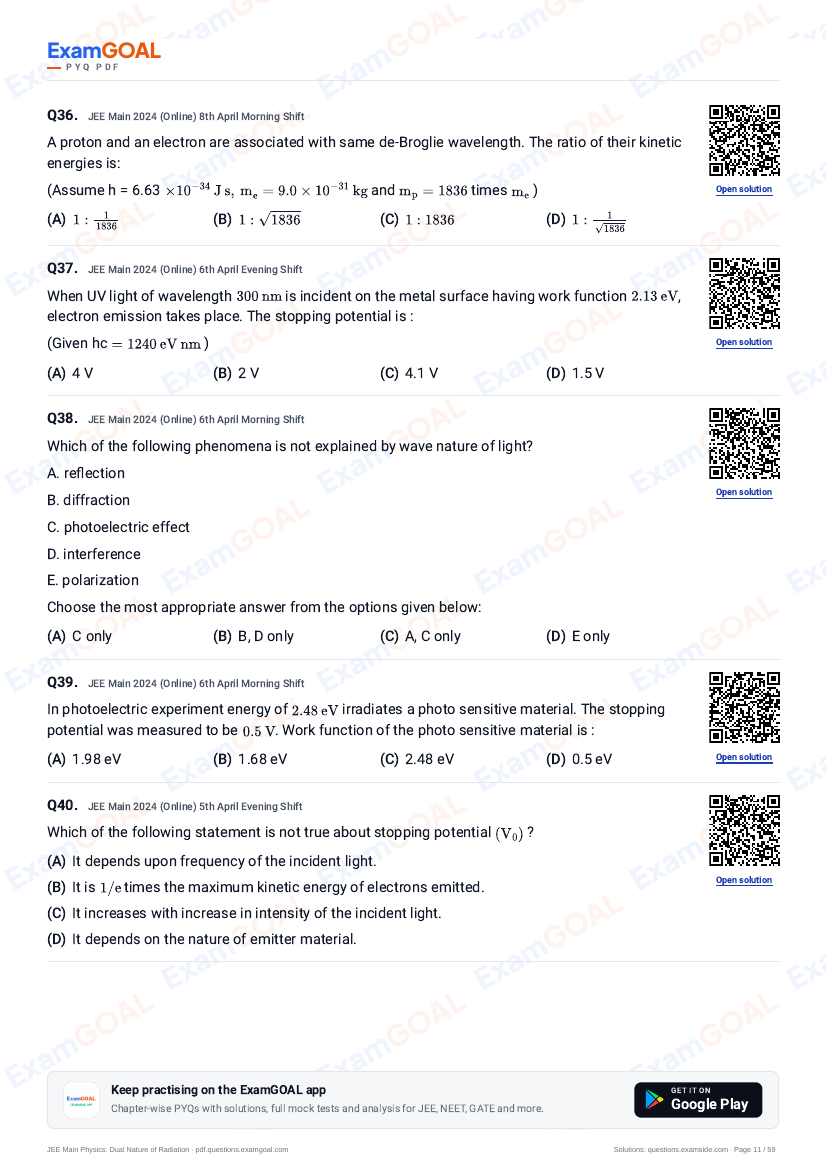 ExamGOAL
PYQ PDF
Q36. JEE Main 2024 (Online) 8th April Morning Shift
A proton and an electron are associated with same de-Broglie wavelength. The ratio of their kinetic
energies is:
(Assume h = 6.63 ×10⁻³⁴ J s, mₑ = 9.0 × 10⁻³¹ kg and mₚ = 1836 times mₑ )
(A) 1 : 1/1836 (B) 1 : √1836 (C) 1 : 1836 (D) 1 : 1/√1836
Open solution
Q37. JEE Main 2024 (Online) 6th April Evening Shift
When UV light of wavelength 300 nm is incident on the metal surface having work function 2.13 eV,
electron emission takes place. The stopping potential is :
(Given hc = 1240 eV nm )
(A) 4 V (B) 2 V (C) 4.1 V (D) 1.5 V
Open solution
Q38. JEE Main 2024 (Online) 6th April Morning Shift
Which of the following phenomena is not explained by wave nature of light?
A. reflection
B. diffraction
C. photoelectric effect
D. interference
E. polarization
Choose the most appropriate answer from the options given below:
(A) C only (B) B, D only (C) A, C only (D) E only
Open solution
Q39. JEE Main 2024 (Online) 6th April Morning Shift
In photoelectric experiment energy of 2.48 eV irradiates a photo sensitive material. The stopping
potential was measured to be 0.5 V. Work function of the photo sensitive material is :
(A) 1.98 eV (B) 1.68 eV (C) 2.48 eV (D) 0.5 eV
Open solution
Q40. JEE Main 2024 (Online) 5th April Evening Shift
Which of the following statement is not true about stopping potential (V₀) ?
(A) It depends upon frequency of the incident light.
(B) It is 1/e times the maximum kinetic energy of electrons emitted.
(C) It increases with increase in intensity of the incident light.
(D) It depends on the nature of emitter material.
Open solution
ExamGOAL
Keep practising on the ExamGOAL app
Chapter-wise PYQs with solutions, full mock tests and analysis for JEE, NEET, GATE and more.
GET IT ON
Google Play
JEE Main Physics: Dual Nature of Radiation · pdf.questions.examgoal.com
Solutions: questions.examside.com · Page 11 / 59